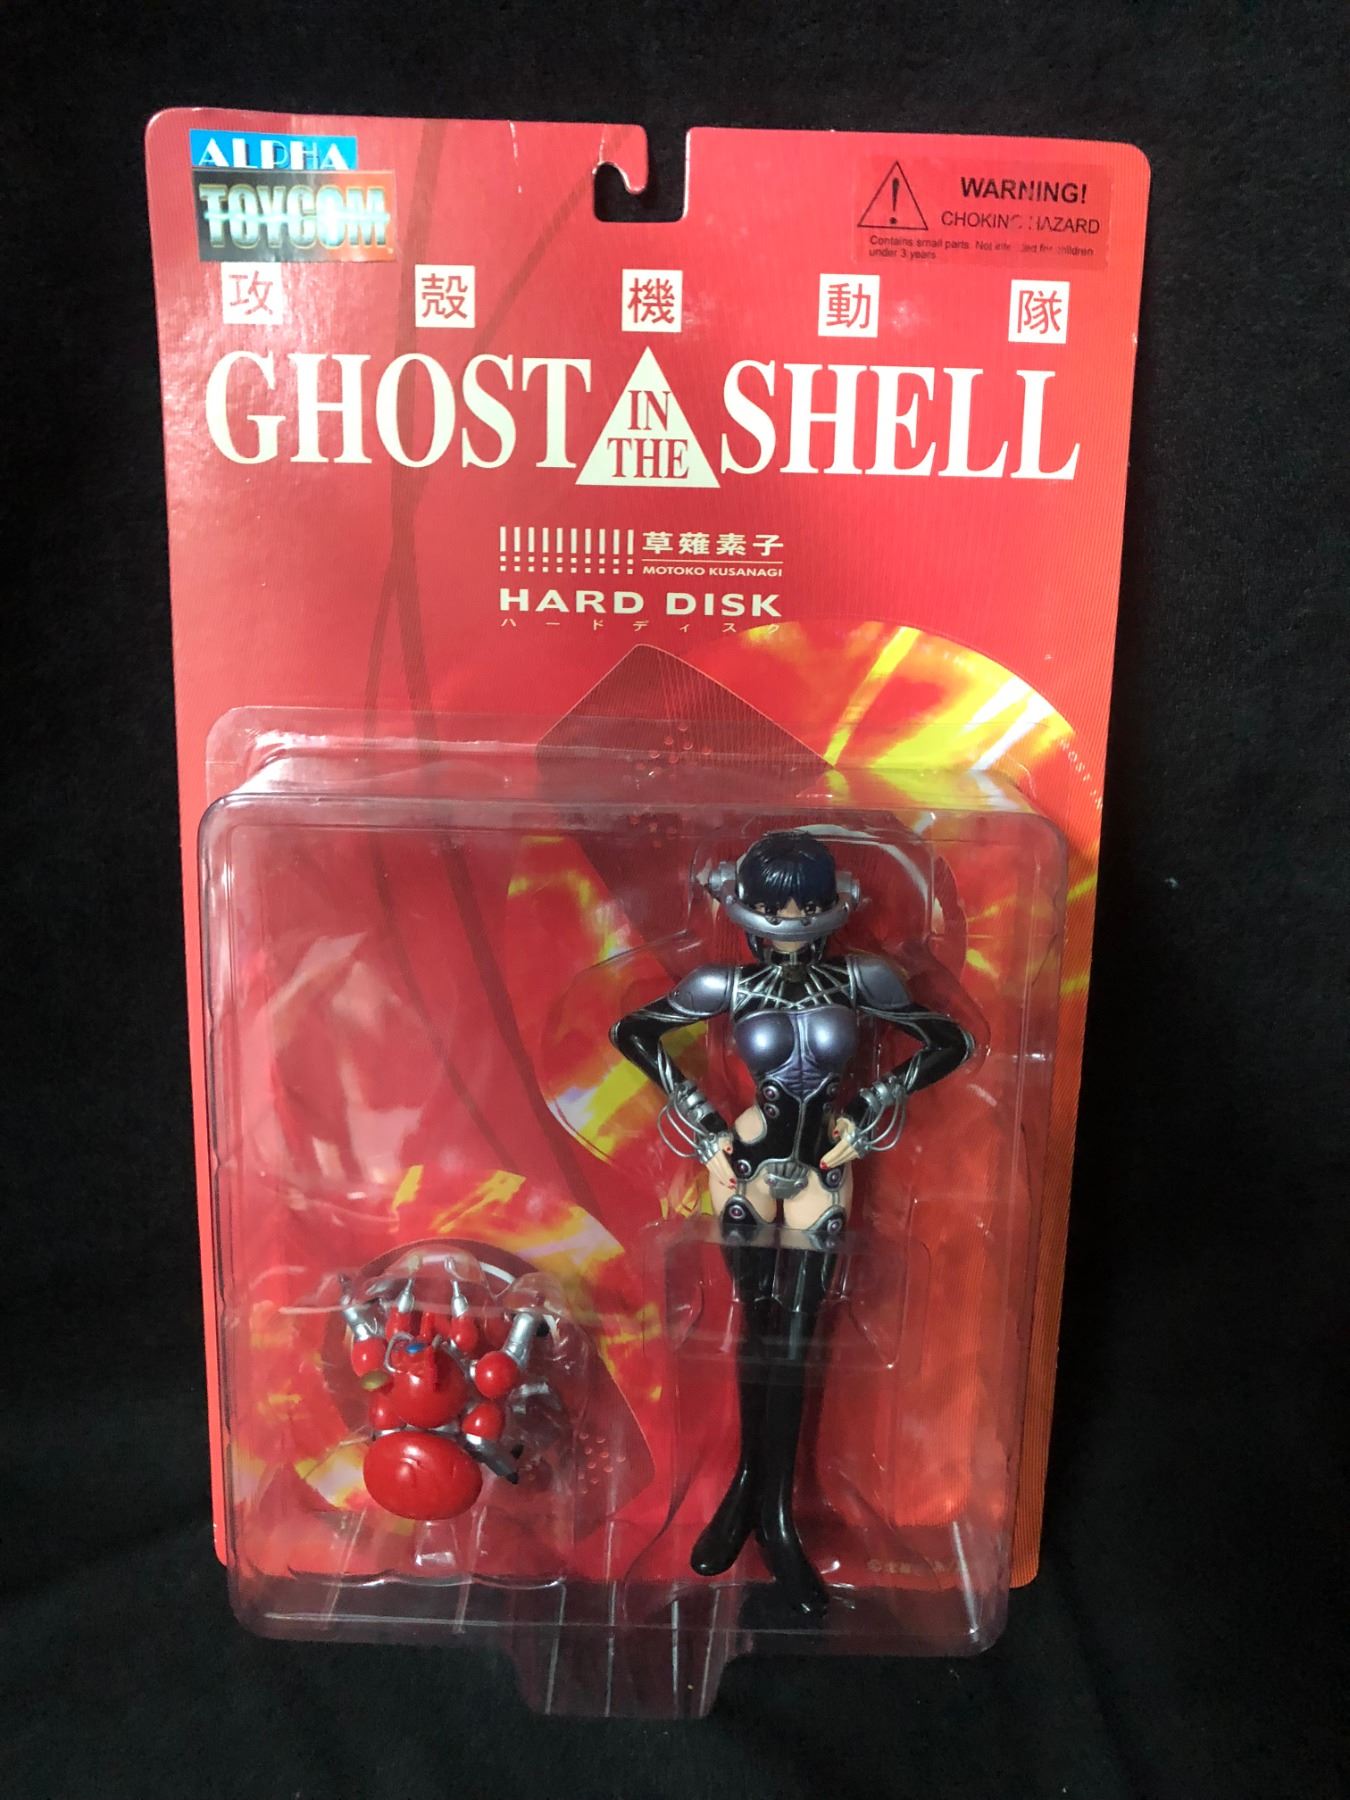 ALPHA
TOYCOM
WARNING!
CHOKING HAZARD
Contains small parts. Not intended for children
under 3 years
攻殻機動隊
GHOST IN THE SHELL
草薙素子
MOTOKO KUSANAGI
HARD DISK
ハードディスク